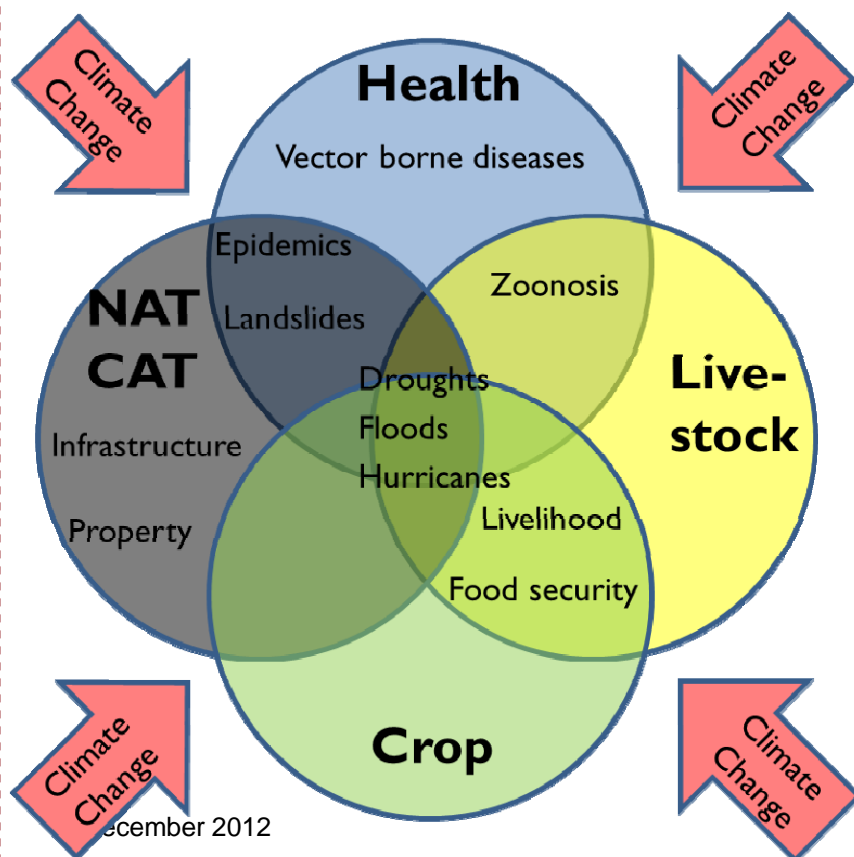 Climate
Change
Climate
Change
Health
Vector borne diseases
Epidemics
Landslides
Zoonosis
NAT
CAT
Infrastructure
Property
Droughts
Floods
Hurricanes
Live-
stock
Livelihood
Food security
Crop
Climate
Change
Climate
Change
ecember 2012